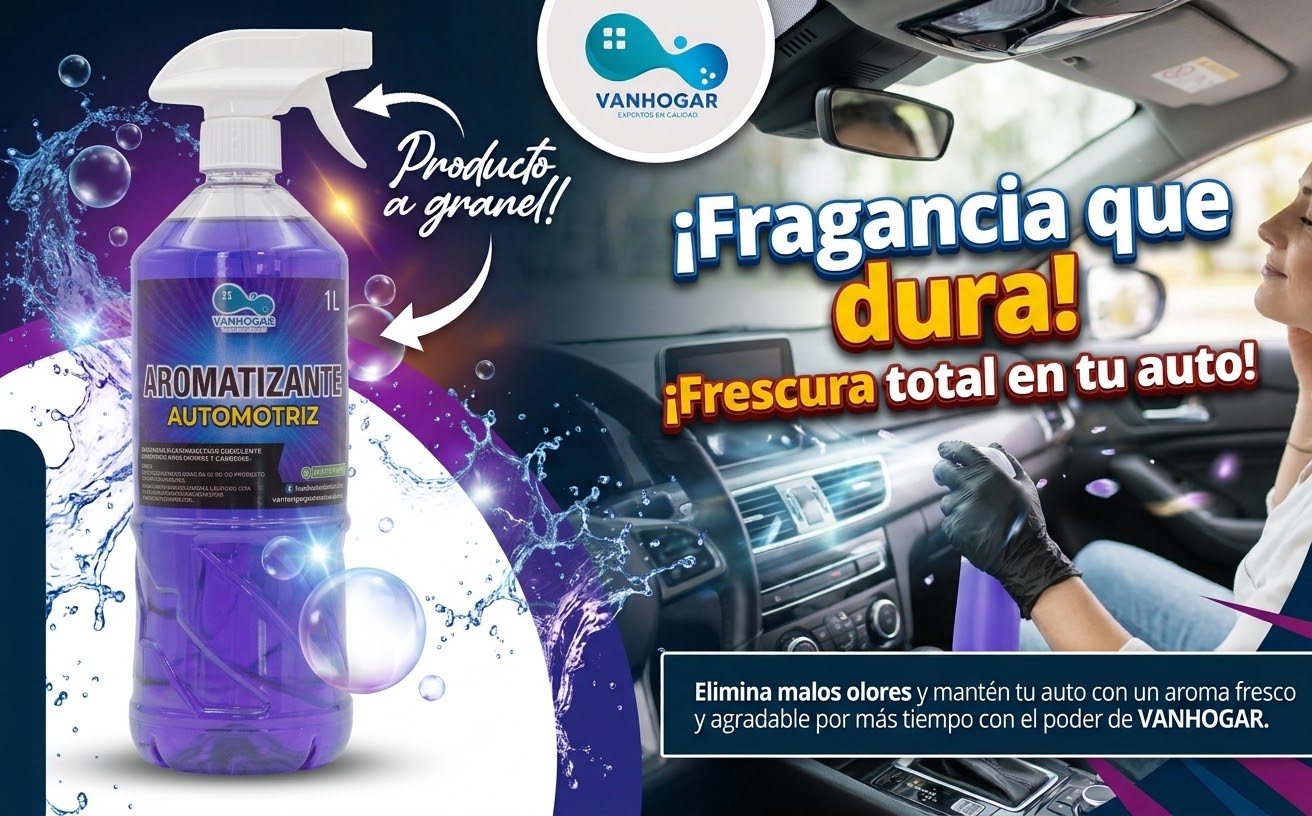 VANHOGAR
EXPERTOS EN CALIDAD
Producto
a granel!
¡Fragancia que
dura!
¡Frescura total en tu auto!
VANHOGAR
1L
AROMATIZANTE
AUTOMOTRIZ
Elimina malos olores y mantén tu auto con un aroma fresco
y agradable por más tiempo con el poder de VANHOGAR.